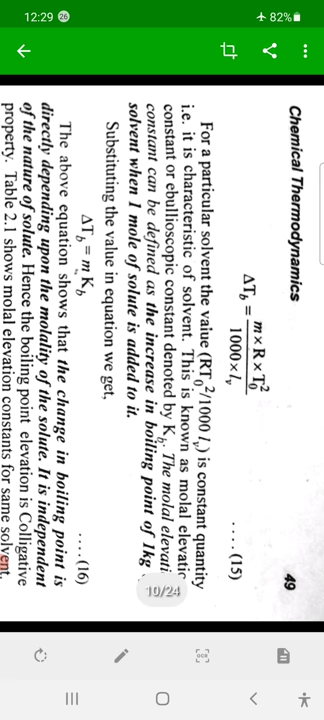 12:29 26 82%
Chemical Thermodynamics 49
ΔT_b = m × R × T_0^2 / 1000 × l_v ....(15)
For a particular solvent the value (RT_0^2/1000 l_v) is constant quantity
i.e. it is characteristic of solvent. This is known as molal
constant or ebullioscopic constant denoted by K_b. The molal
constant can be defined as the increase in boiling point of 1kg
solvent when 1 mole of solute is added to it.
Substituting the value in equation we get,
ΔT_b = m K_b ....(16)
The above equation shows that the change in boiling point is
directly depending upon the molality of the solute. It is independent
of the natire of solute. Hence the boiling point elevation is Colligative
property. Table 2.1 shows molal elevation constants for same solvent.
10/24
OCR